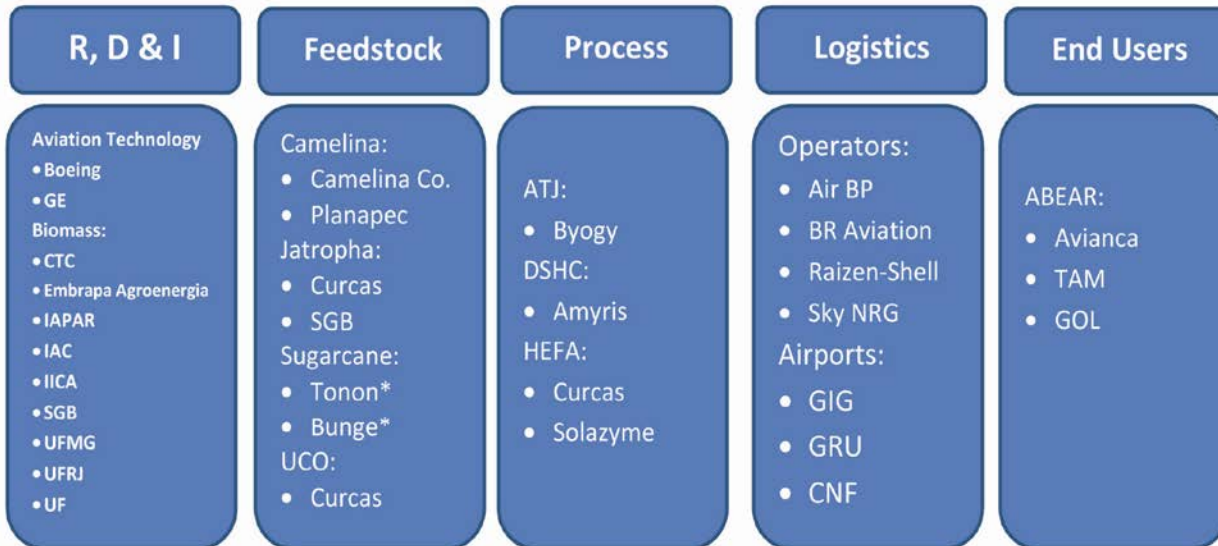 R, D & I
Aviation Technology
• Boeing
• GE
Biomass:
• CTC
• Embrapa Agroenergia
• IAPAR
• IAC
• IICA
• SGB
• UFMG
• UFRJ
• UF
Feedstock
Camelina:
• Camelina Co.
• Planapec
Jatropha:
• Curcas
• SGB
Sugarcane:
• Tonon*
• Bunge*
UCO:
• Curcas
Process
ATJ:
• Byogy
DSHC:
• Amyris
HEFA:
• Curcas
• Solazyme
Logistics
Operators:
• Air BP
• BR Aviation
• Raizen-Shell
• Sky NRG
Airports:
• GIG
• GRU
• CNF
End Users
ABEAR:
• Avianca
• TAM
• GOL